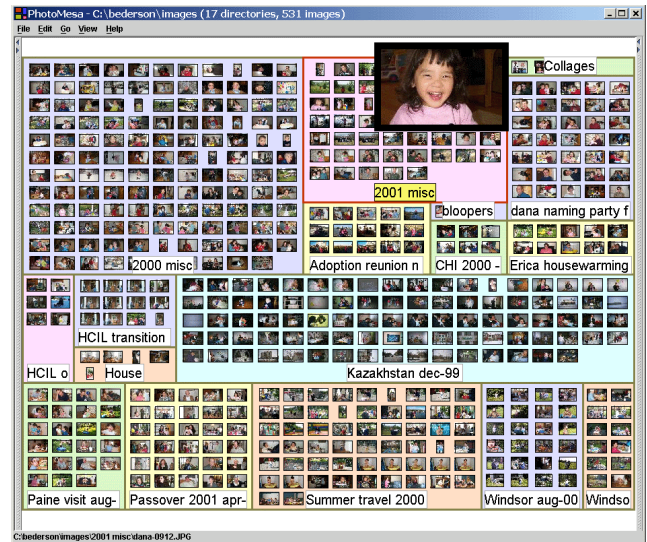 PhotoMesa - C:\bederson\images (17 directories, 531 images)
File Edit Go View Help
Collages
2001 misc
bloopers
dana naming party f
2000 misc
Adoption reunion n
CHI 2000 -
Erica housewarming
HCIL transition
HCIL o
House
Kazakhstan dec-99
Paine visit aug-
Passover 2001 apr-
Summer travel 2000
Windsor aug-00
Windso
C:\bederson\images\2001 misc\dana-0912.JPG